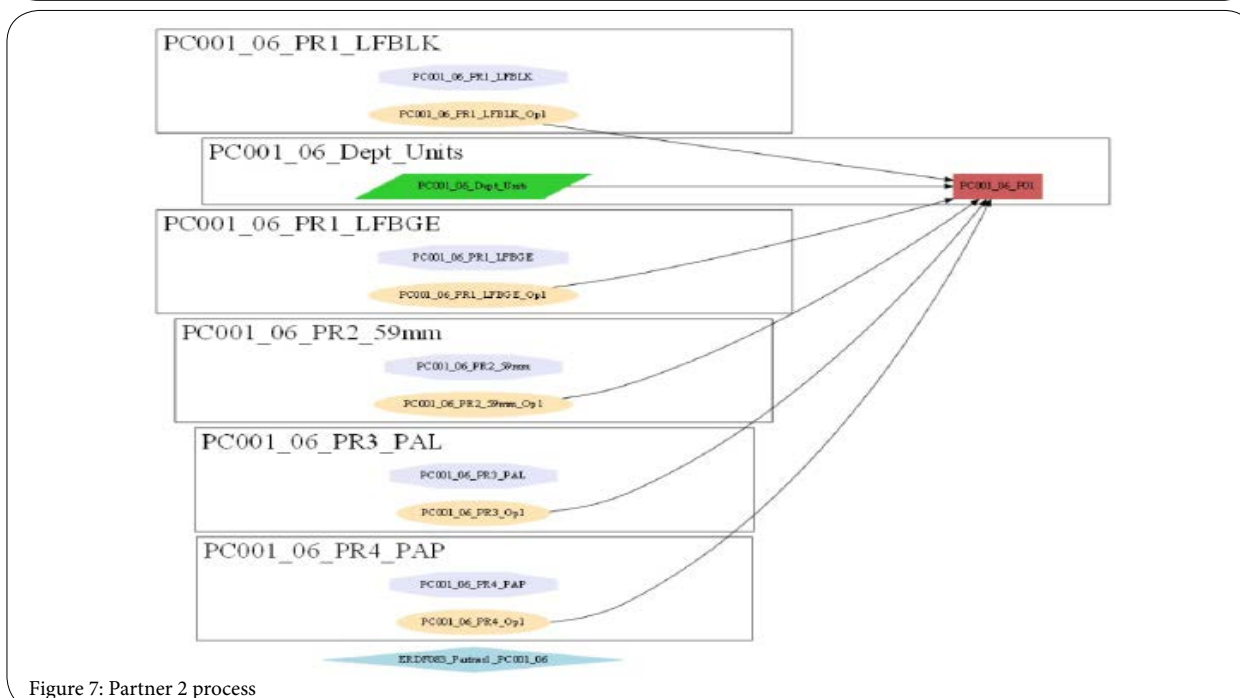 PC001_06_PR1_LFBLK
PC001_06_PR1_LFBLK
PC001_06_PR1_LFBLK_Op1
PC001_06_Dept_Units
PC001_06_Dept_Units
PC001_06_P01
PC001_06_PR1_LFBGE
PC001_06_PR1_LFBGE
PC001_06_PR1_LFBGE_Op1
PC001_06_PR2_59mm
PC001_06_PR2_59mm
PC001_06_PR2_59mm_Op1
PC001_06_PR3_PAL
PC001_06_PR3_PAL
PC001_06_PR3_Op1
PC001_06_PR4_PAP
PC001_06_PR4_PAP
PC001_06_PR4_Op1
Figure 7: Partner 2 process